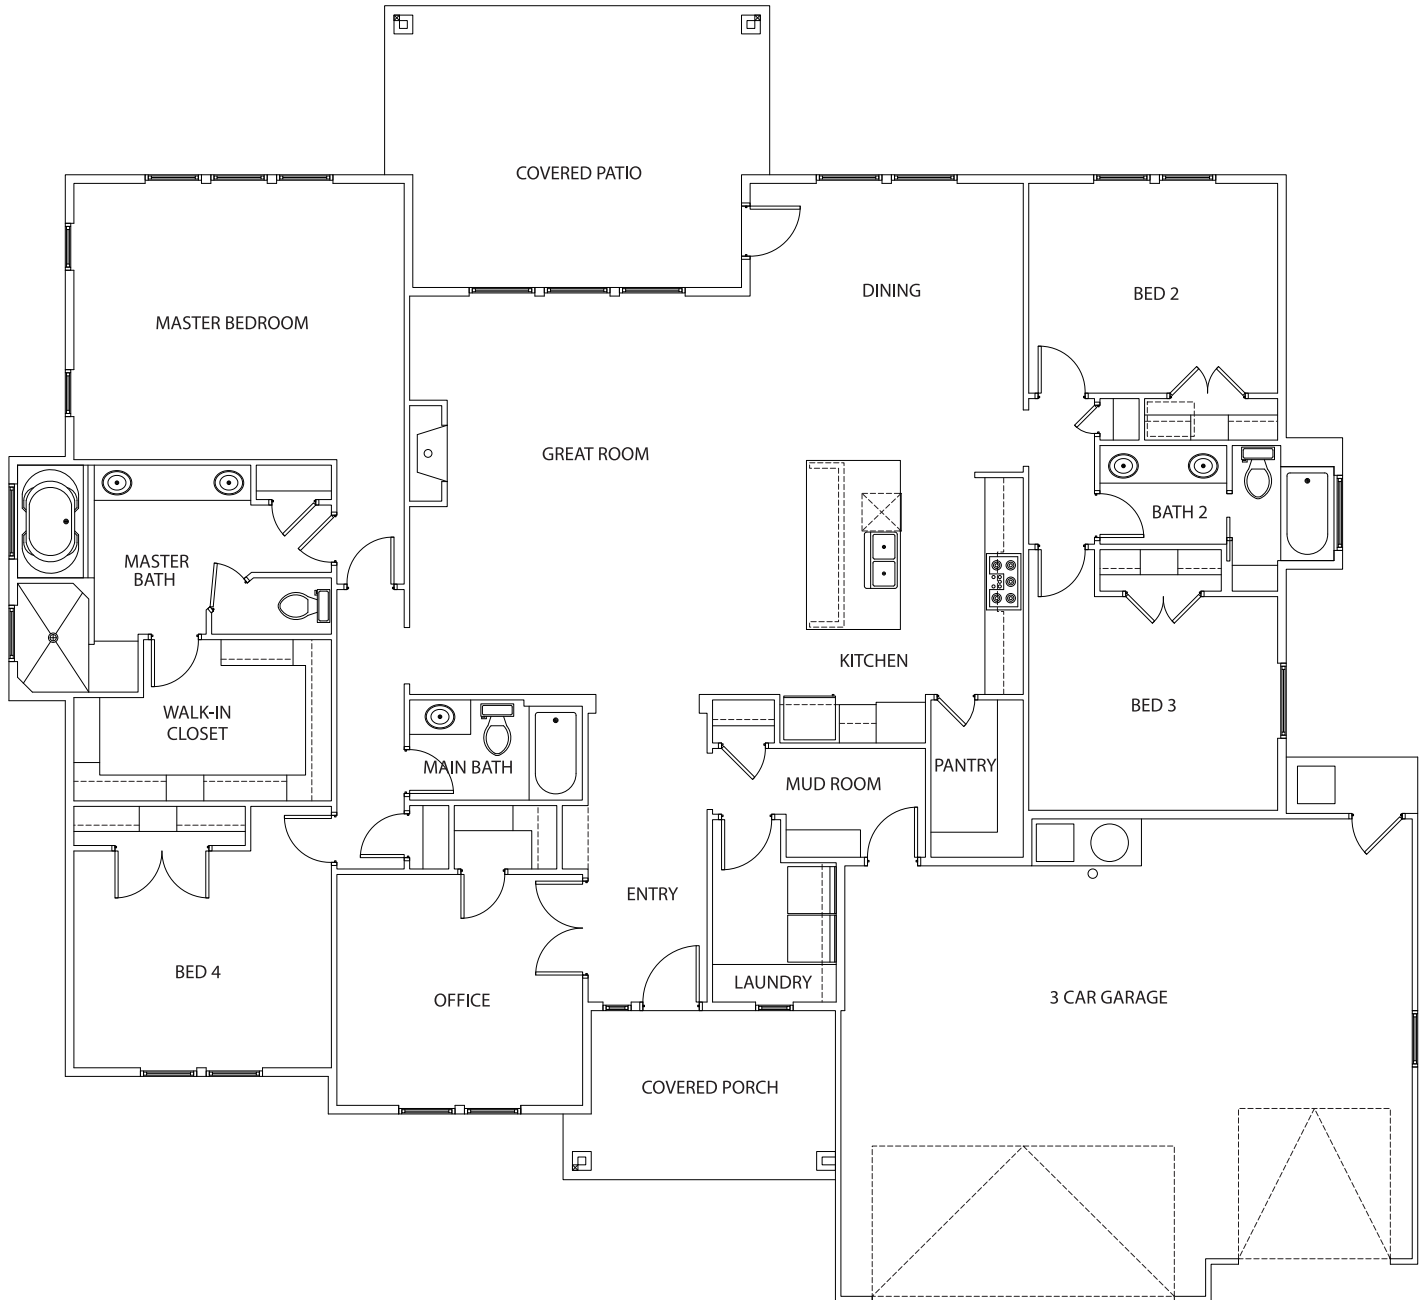 COVERED PATIO
DINING
BED 2
MASTER BEDROOM
GREAT ROOM
BATH 2
MASTER
BATH
KITCHEN
WALK-IN
CLOSET
BED 3
MAIN BATH
PANTRY
MUD ROOM
ENTRY
BED 4
LAUNDRY
OFFICE
3 CAR GARAGE
COVERED PORCH